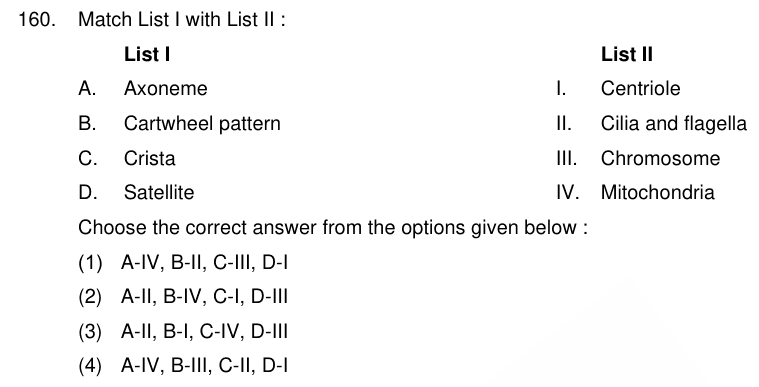 160. Match List I with List II :
List I List II
A. Axoneme I. Centriole
B. Cartwheel pattern II. Cilia and flagella
C. Crista III. Chromosome
D. Satellite IV. Mitochondria
Choose the correct answer from the options given below :
(1) A-IV, B-II, C-III, D-I
(2) A-II, B-IV, C-I, D-III
(3) A-II, B-I, C-IV, D-III
(4) A-IV, B-III, C-II, D-I